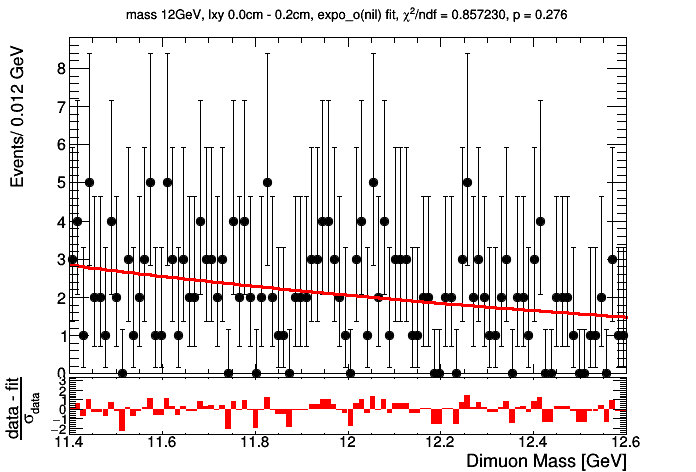 mass 12GeV, lxy 0.0cm - 0.2cm, expo_o(nil) fit, χ²/ndf = 0.857230, p = 0.276
Events/ 0.012 GeV
8
7
6
5
4
3
2
1
0
data - fit
σdata
3
2
1
0
−1
−2
11.4 11.6 11.8 12 12.2 12.4 12.6
Dimuon Mass [GeV]